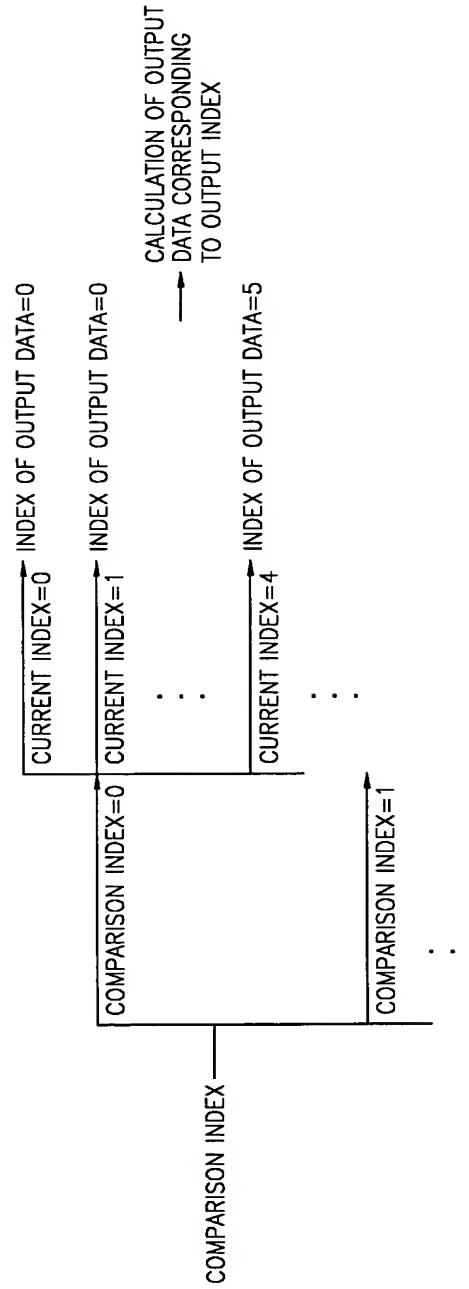 COMPARISON INDEX
COMPARISON INDEX=0
CURRENT INDEX=0
INDEX OF OUTPUT DATA=0
CURRENT INDEX=1
INDEX OF OUTPUT DATA=0
. . .
CURRENT INDEX=4
INDEX OF OUTPUT DATA=5
. . .
CALCULATION OF OUTPUT
DATA CORRESPONDING
TO OUTPUT INDEX
COMPARISON INDEX=1
. .